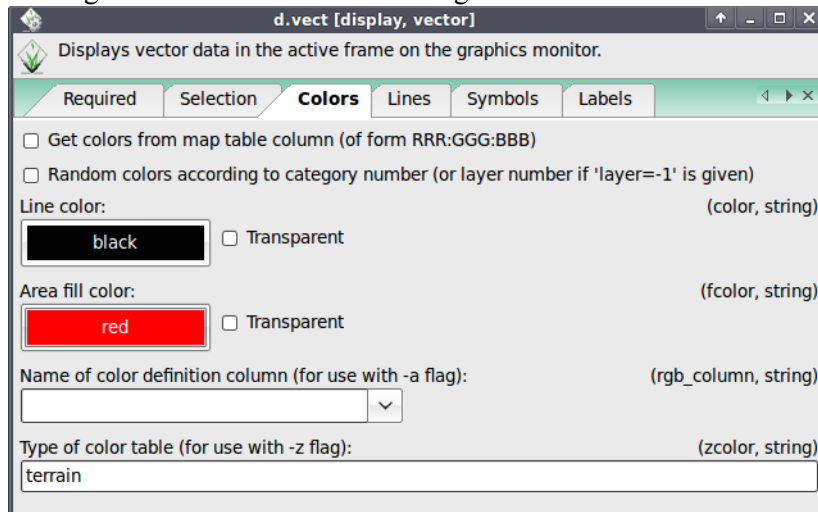 d.vect [display, vector]
Displays vector data in the active frame on the graphics monitor.
Required Selection Colors Lines Symbols Labels
Get colors from map table column (of form RRR:GGG:BBB)
Random colors according to category number (or layer number if 'layer=-1' is given)
Line color: (color, string)
black Transparent
Area fill color: (fcolor, string)
red Transparent
Name of color definition column (for use with -a flag): (rgb_column, string)
Type of color table (for use with -z flag): (zcolor, string)
terrain